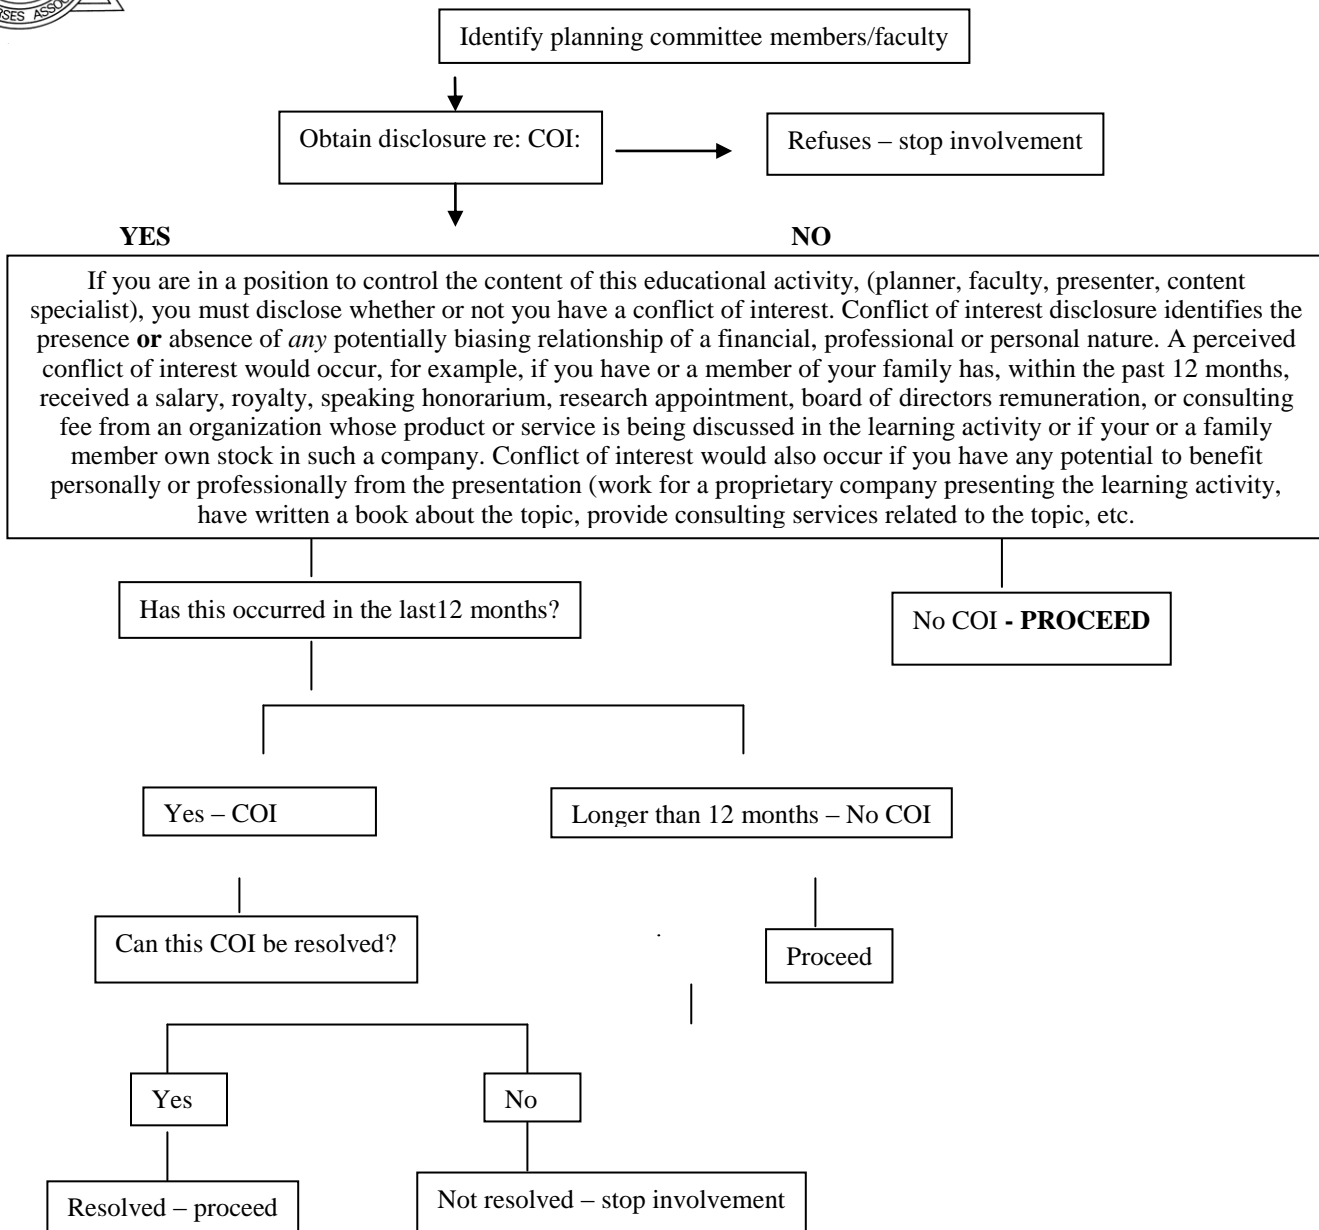 RSES ASSOC
Identify planning committee members/faculty
Obtain disclosure re: COI:
Refuses – stop involvement
YES
NO
If you are in a position to control the content of this educational activity, (planner, faculty, presenter, content
specialist), you must disclose whether or not you have a conflict of interest. Conflict of interest disclosure identifies the
presence or absence of any potentially biasing relationship of a financial, professional or personal nature. A perceived
conflict of interest would occur, for example, if you have or a member of your family has, within the past 12 months,
received a salary, royalty, speaking honorarium, research appointment, board of directors remuneration, or consulting
fee from an organization whose product or service is being discussed in the learning activity or if your or a family
member own stock in such a company. Conflict of interest would also occur if you have any potential to benefit
personally or professionally from the presentation (work for a proprietary company presenting the learning activity,
have written a book about the topic, provide consulting services related to the topic, etc.
Has this occurred in the last12 months?
No COI - PROCEED
Yes – COI
Longer than 12 months – No COI
Can this COI be resolved?
Proceed
Yes
No
Resolved – proceed
Not resolved – stop involvement